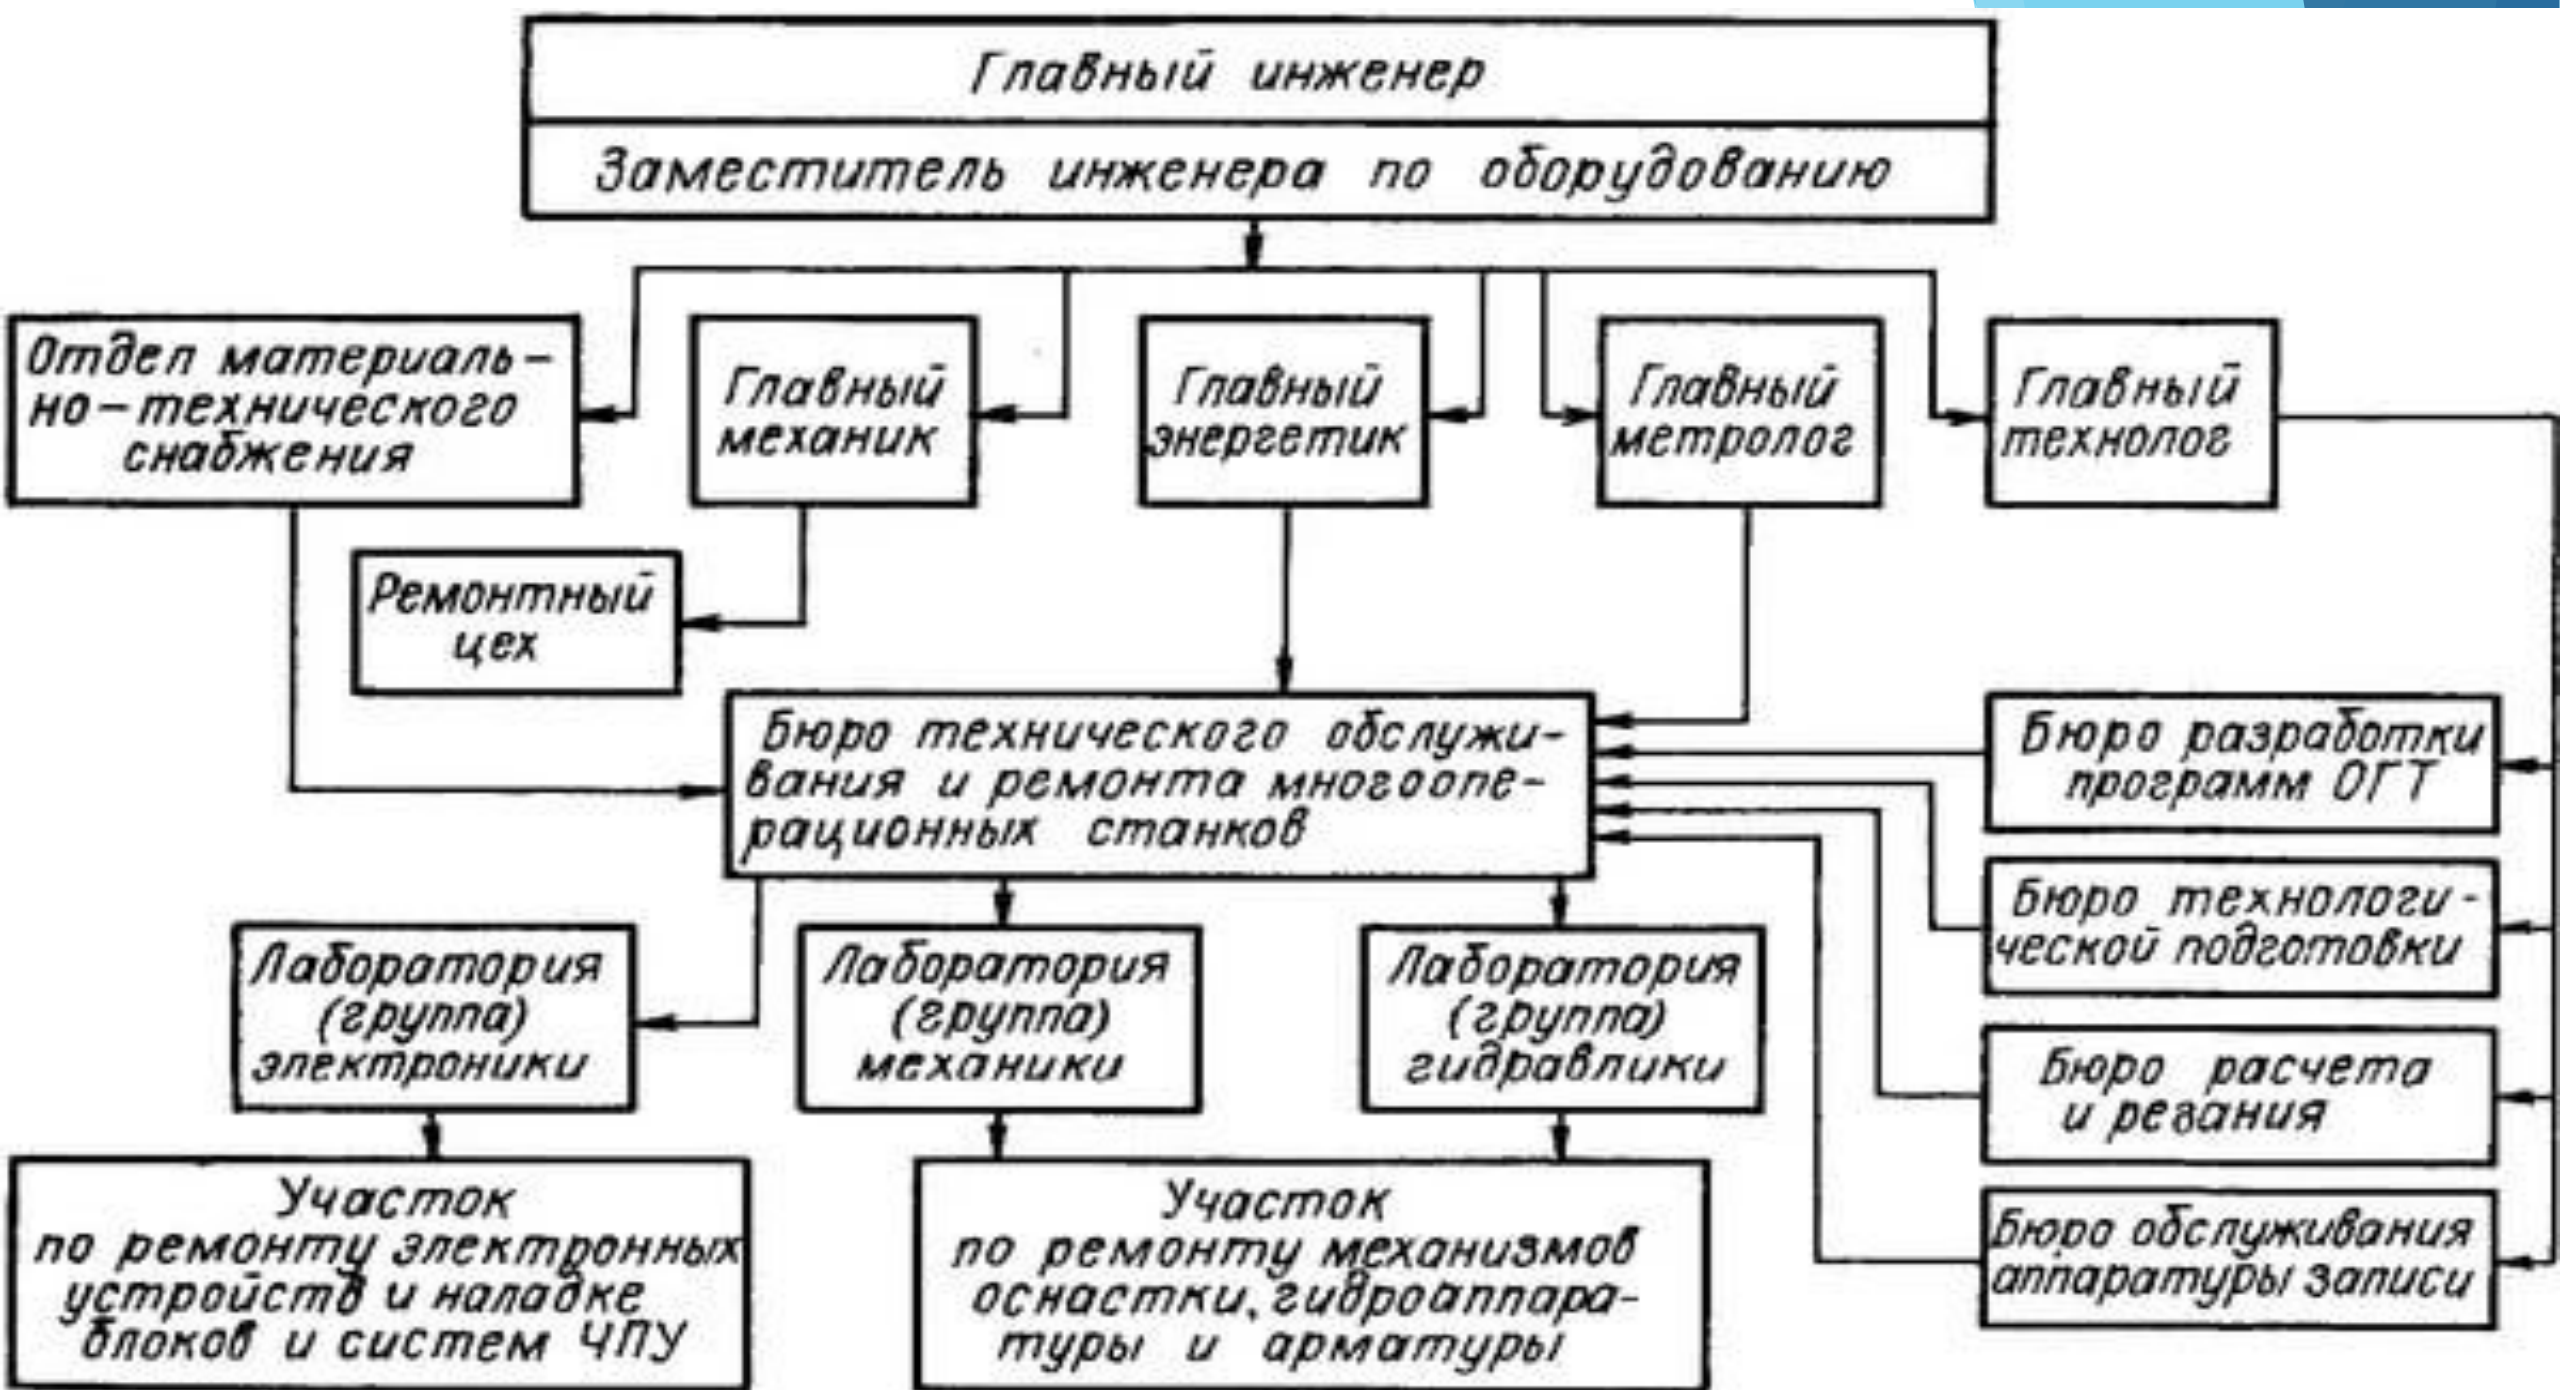 Главный инженер
Заместитель инженера по оборудованию
Отдел материаль-
но-технического
снабжения
Главный
механик
Главный
энергетик
Главный
метролог
Главный
технолог
Ремонтный
цех
Бюро технического обслужи-
вания и ремонта многоопе-
рационных станков
Бюро разработки
программ ОГТ
Бюро технологи-
ческой подготовки
Бюро расчета
и резания
Бюро обслуживания
аппаратуры записи
Лаборатория
(группа)
электроники
Лаборатория
(группа)
механики
Лаборатория
(группа)
гидравлики
Участок
по ремонту электронных
устройств и наладке
блоков и систем ЧПУ
Участок
по ремонту механизмов
оснастки, гидроаппара-
туры и арматуры